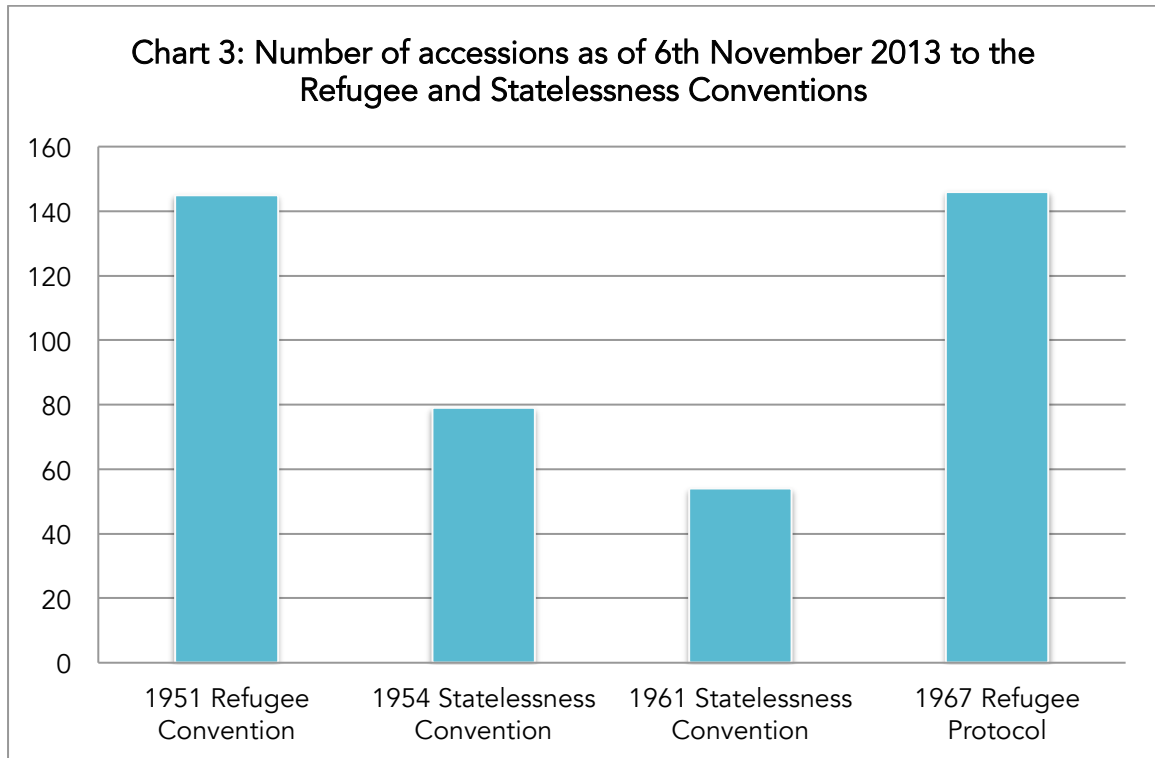 Chart 3: Number of accessions as of 6th November 2013 to the
Refugee and Statelessness Conventions
160
140
120
100
80
60
40
20
0
1951 Refugee
Convention
1954 Statelessness
Convention
1961 Statelessness
Convention
1967 Refugee
Protocol